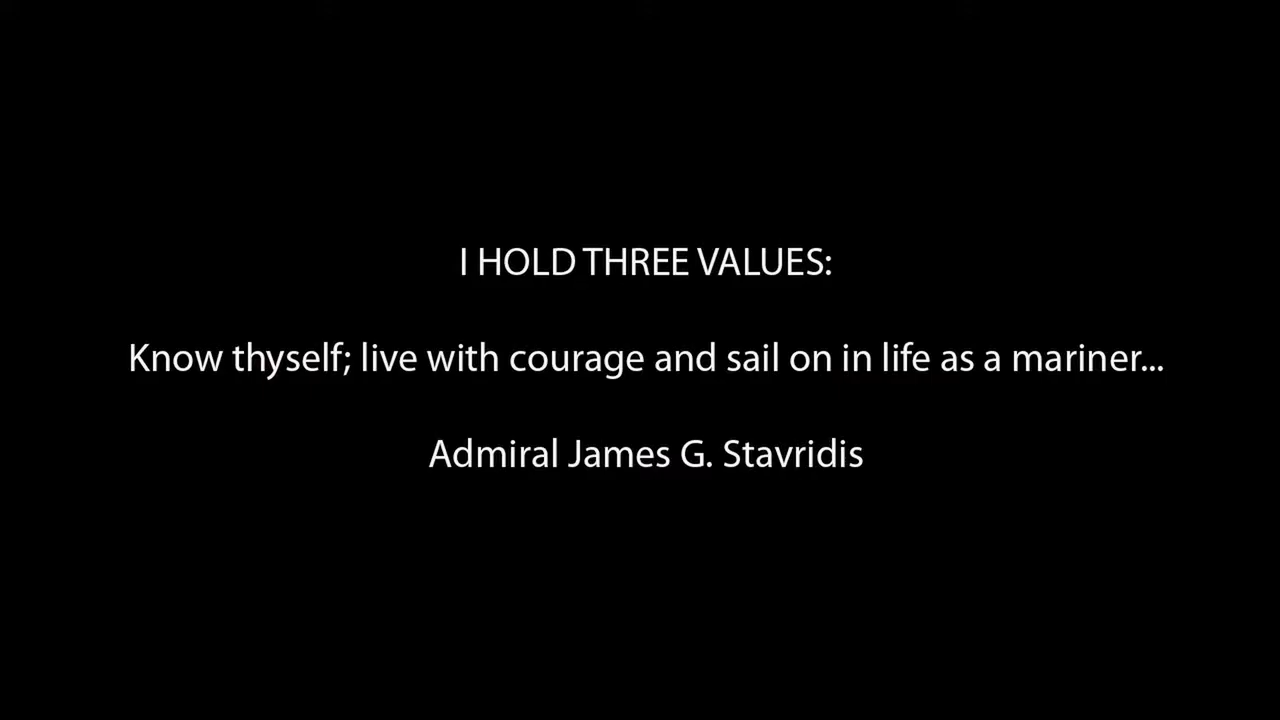 I HOLD THREE VALUES:
Know thyself; live with courage and sail on in life as a mariner...
Admiral James G. Stavridis